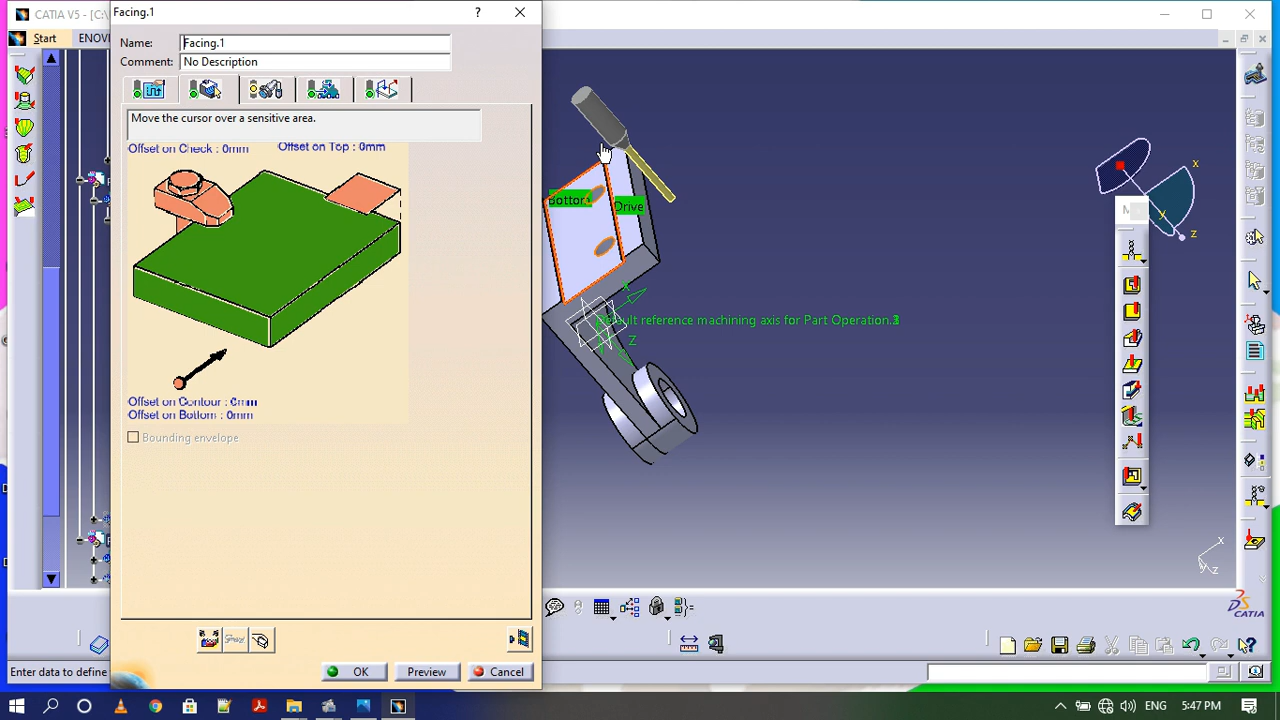 CATIA V5 - [C:\
Start
ENOVI
Facing.1
?
Name:
Facing.1
Comment:
No Description
Move the cursor over a sensitive area.
Offset on Check : 0mm
Offset on Top : 0mm
Offset on Contour : 0mm
Offset on Bottom : 0mm
Bounding envelope
OK
Preview
Cancel
Bottom
Drive
Default reference machining axis for Part Operation.3
x
Z
x
y
z
M
x
y
z
CATIA
Enter data to define
ENG
5:47 PM